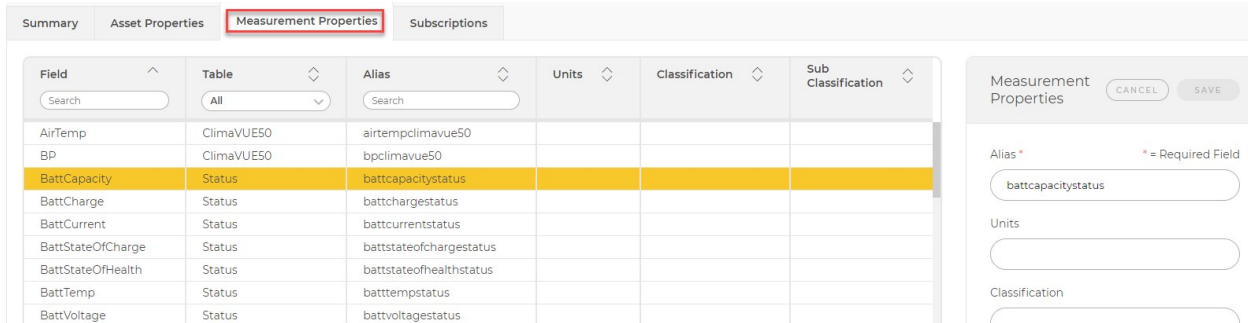 Summary Asset Properties Measurement Properties Subscriptions
Field Table Alias Units Classification Sub Classification
Search All Search
AirTemp ClimaVUE50 airtempclimavue50
BP ClimaVUE50 bpclimavue50
BattCapacity Status battcapacitystatus
BattCharge Status battchargestatus
BattCurrent Status battcurrentstatus
BattStateOfCharge Status battstateofchargestatus
BattStateOfHealth Status battstateofhealthstatus
BattTemp Status batttempstatus
BattVoltage Status battvoltagestatus
Measurement Properties CANCEL SAVE
Alias * * = Required Field
battcapacitystatus
Units
Classification